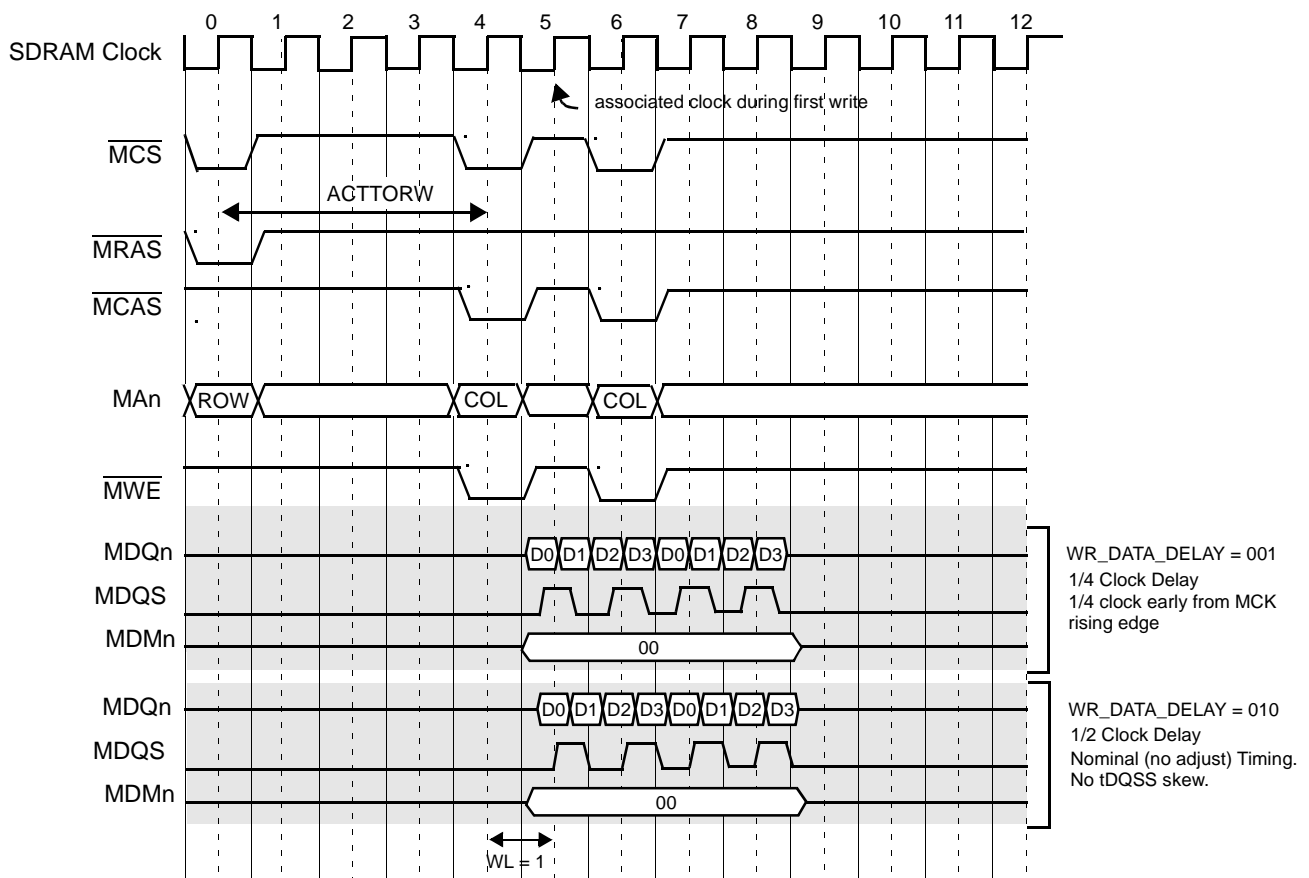 0 1 2 3 4 5 6 7 8 9 10 11 12
SDRAM Clock
associated clock during first write
MCS
ACTTORW
MRAS
MCAS
MAn ROW COL COL
MWE
MDQn D0 D1 D2 D3 D0 D1 D2 D3
MDQS
MDMn 00
WR_DATA_DELAY = 001
1/4 Clock Delay
1/4 clock early from MCK
rising edge
MDQn D0 D1 D2 D3 D0 D1 D2 D3
MDQS
MDMn 00
WR_DATA_DELAY = 010
1/2 Clock Delay
Nominal (no adjust) Timing.
No tDQSS skew.
WL = 1